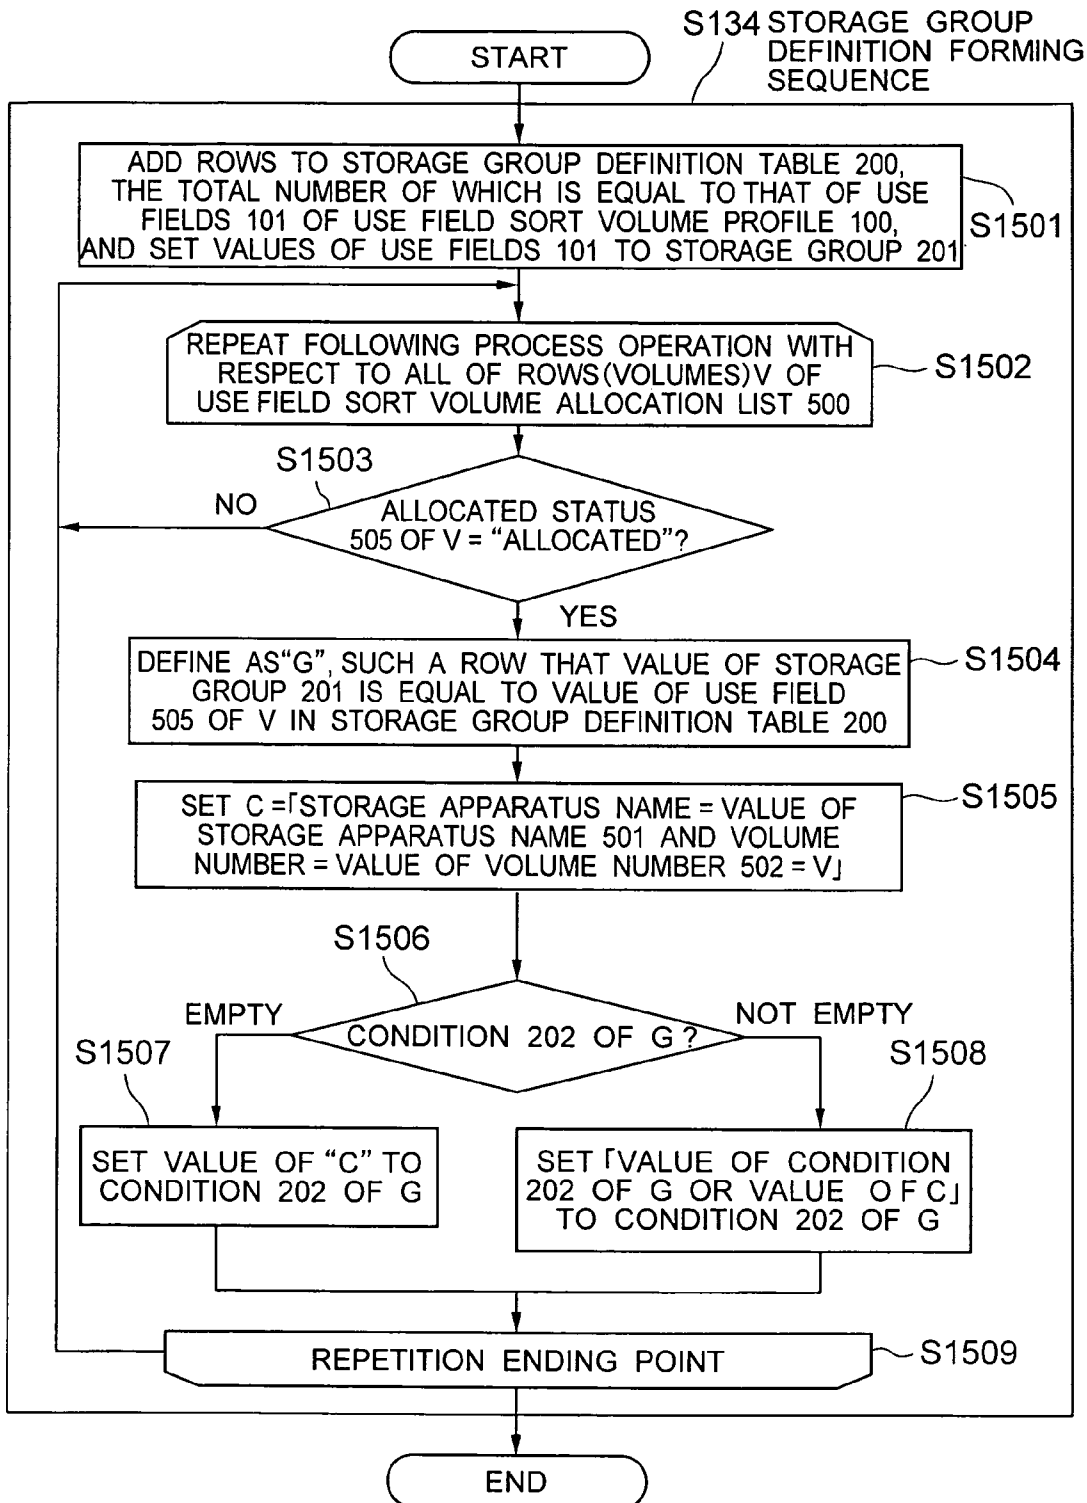 S134 STORAGE GROUP
DEFINITION FORMING
SEQUENCE
START
ADD ROWS TO STORAGE GROUP DEFINITION TABLE 200,
THE TOTAL NUMBER OF WHICH IS EQUAL TO THAT OF USE
FIELDS 101 OF USE FIELD SORT VOLUME PROFILE 100,
AND SET VALUES OF USE FIELDS 101 TO STORAGE GROUP 201
S1501
REPEAT FOLLOWING PROCESS OPERATION WITH
RESPECT TO ALL OF ROWS(VOLUMES)V OF
USE FIELD SORT VOLUME ALLOCATION LIST 500
S1502
S1503
NO
ALLOCATED STATUS
505 OF V = “ALLOCATED”?
YES
DEFINE AS“G”, SUCH A ROW THAT VALUE OF STORAGE
GROUP 201 IS EQUAL TO VALUE OF USE FIELD
505 OF V IN STORAGE GROUP DEFINITION TABLE 200
S1504
SET C =「STORAGE APPARATUS NAME = VALUE OF
STORAGE APPARATUS NAME 501 AND VOLUME
NUMBER = VALUE OF VOLUME NUMBER 502 = V」
S1505
S1506
EMPTY
CONDITION 202 OF G ?
NOT EMPTY
S1507
S1508
SET VALUE OF “C” TO
CONDITION 202 OF G
SET「VALUE OF CONDITION
202 OF G OR VALUE OF C」
TO CONDITION 202 OF G
REPETITION ENDING POINT
S1509
END